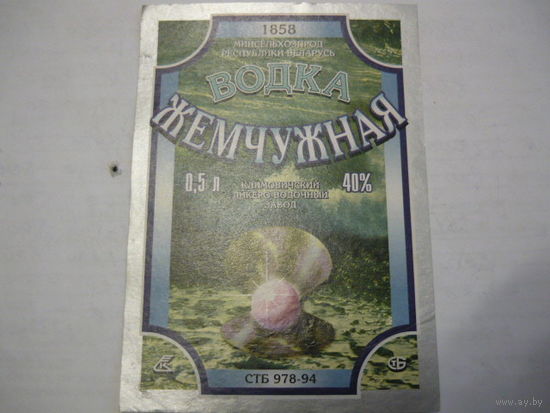 1858
МИНСЕЛЬХОЗПРОД
РЕСПУБЛИКИ БЕЛАРУСЬ
ВОДКА
ЖЕМЧУЖНАЯ
0,5 л
КЛИМОВИЧСКИЙ
ЛИКЕРО-ВОДОЧНЫЙ
ЗАВОД
40%
СТБ 978-94
www.ay.by